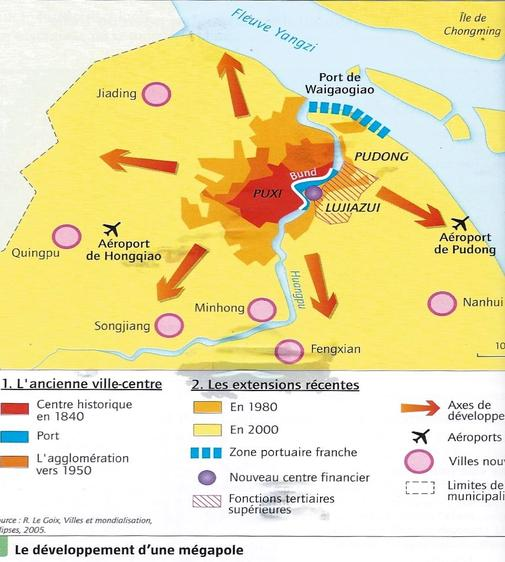 Fleuve Yangzi
Île de
Chongming
Jiading
Port de
Waigaogiao
PUDONG
Bund
PUXI
LUJIAZUI
Quingpu
Aéroport
de Hongqiao
Aéroport
de Pudong
Huangpu
Minhong
Nanhui
Songjiang
Fengxian
10
1. L'ancienne ville-centre
Centre historique
en 1840
Port
L'agglomération
vers 1950
2. Les extensions récentes
En 1980
En 2000
Zone portuaire franche
Nouveau centre financier
Fonctions tertiaires
supérieures
Axes de
développe
Aéroports
Villes nou
Limites de
municipali
ource : R. Le Goix, Villes et mondialisation,
lipses, 2005.
Le développement d'une mégapole